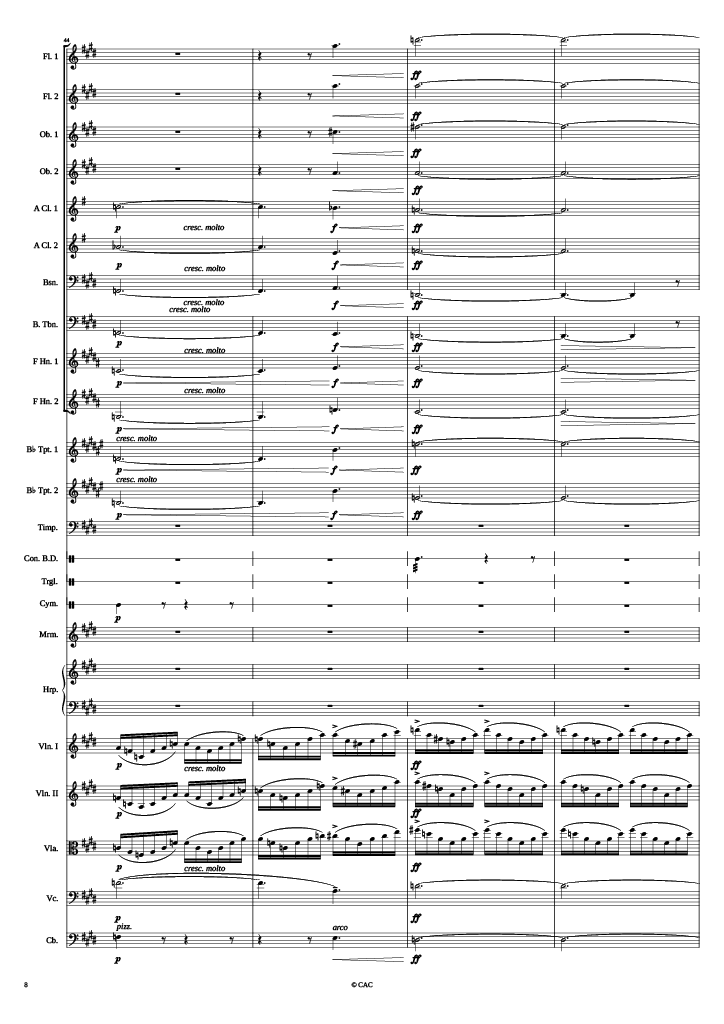 44
Fl. 1
ff
Fl. 2
ff
Ob. 1
ff
Ob. 2
ff
A Cl. 1
p cresc. molto f ff
A Cl. 2
p cresc. molto f ff
Bsn.
cresc. molto f ff
cresc. molto
B. Tbn.
p cresc. molto f ff
F Hn. 1
p cresc. molto f ff
F Hn. 2
p f ff
cresc. molto
B♭ Tpt. 1
p f ff
cresc. molto
B♭ Tpt. 2
p f ff
Timp.
Con. B.D.
Trgl.
Cym.
p
Mrm.
Hrp.
Vln. I
p cresc. molto ff
Vln. II
p ff
Vla.
p cresc. molto ff
Vc.
p ff
pizz. arco
Cb.
p ff
8 © CAC